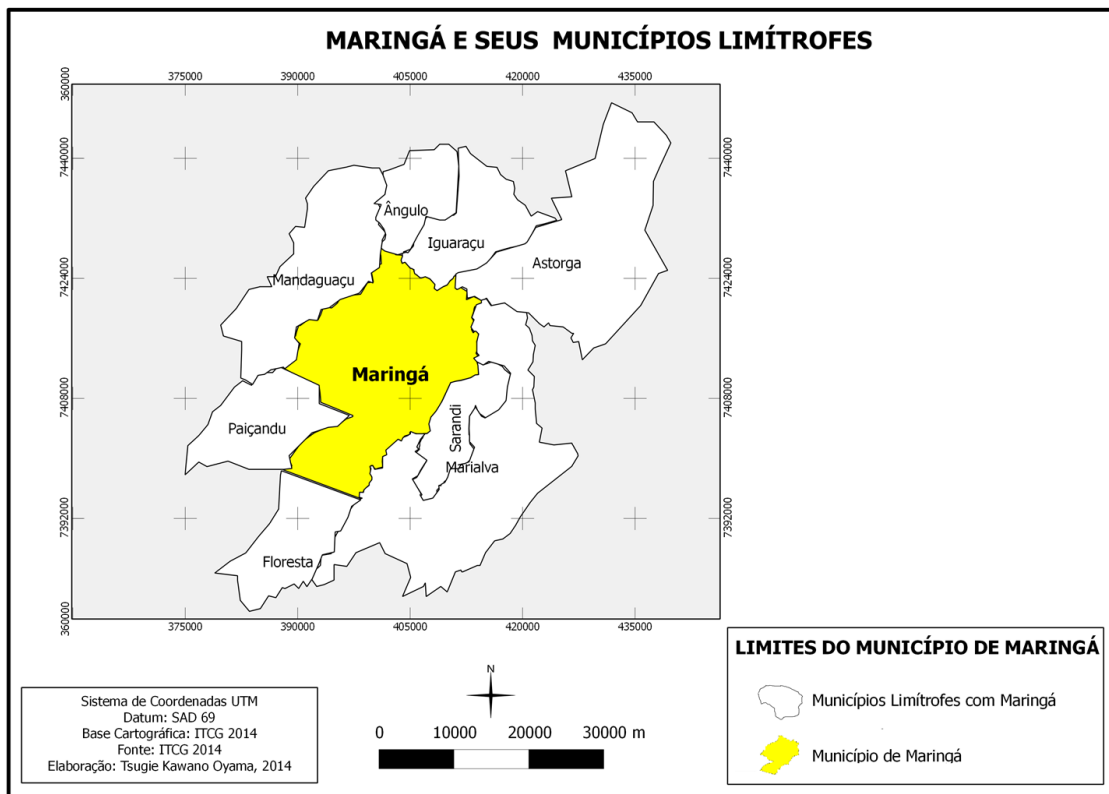 MARINGÁ E SEUS MUNICÍPIOS LIMÍTROFES
375000 390000 405000 420000 435000
360000
360000
7440000
7440000
Ângulo
Iguaraçu
Astorga
Mandaguaçu
7424000
7424000
Maringá
7408000
7408000
Paiçandu
Sarandi
Marialva
7392000
7392000
Floresta
360000
360000
375000 390000 405000 420000 435000
N
0 10000 20000 30000 m
Sistema de Coordenadas UTM
Datum: SAD 69
Base Cartográfica: ITCG 2014
Fonte: ITCG 2014
Elaboração: Tsugie Kawano Oyama, 2014
LIMITES DO MUNICÍPIO DE MARINGÁ
Municípios Limítrofes com Maringá
Município de Maringá